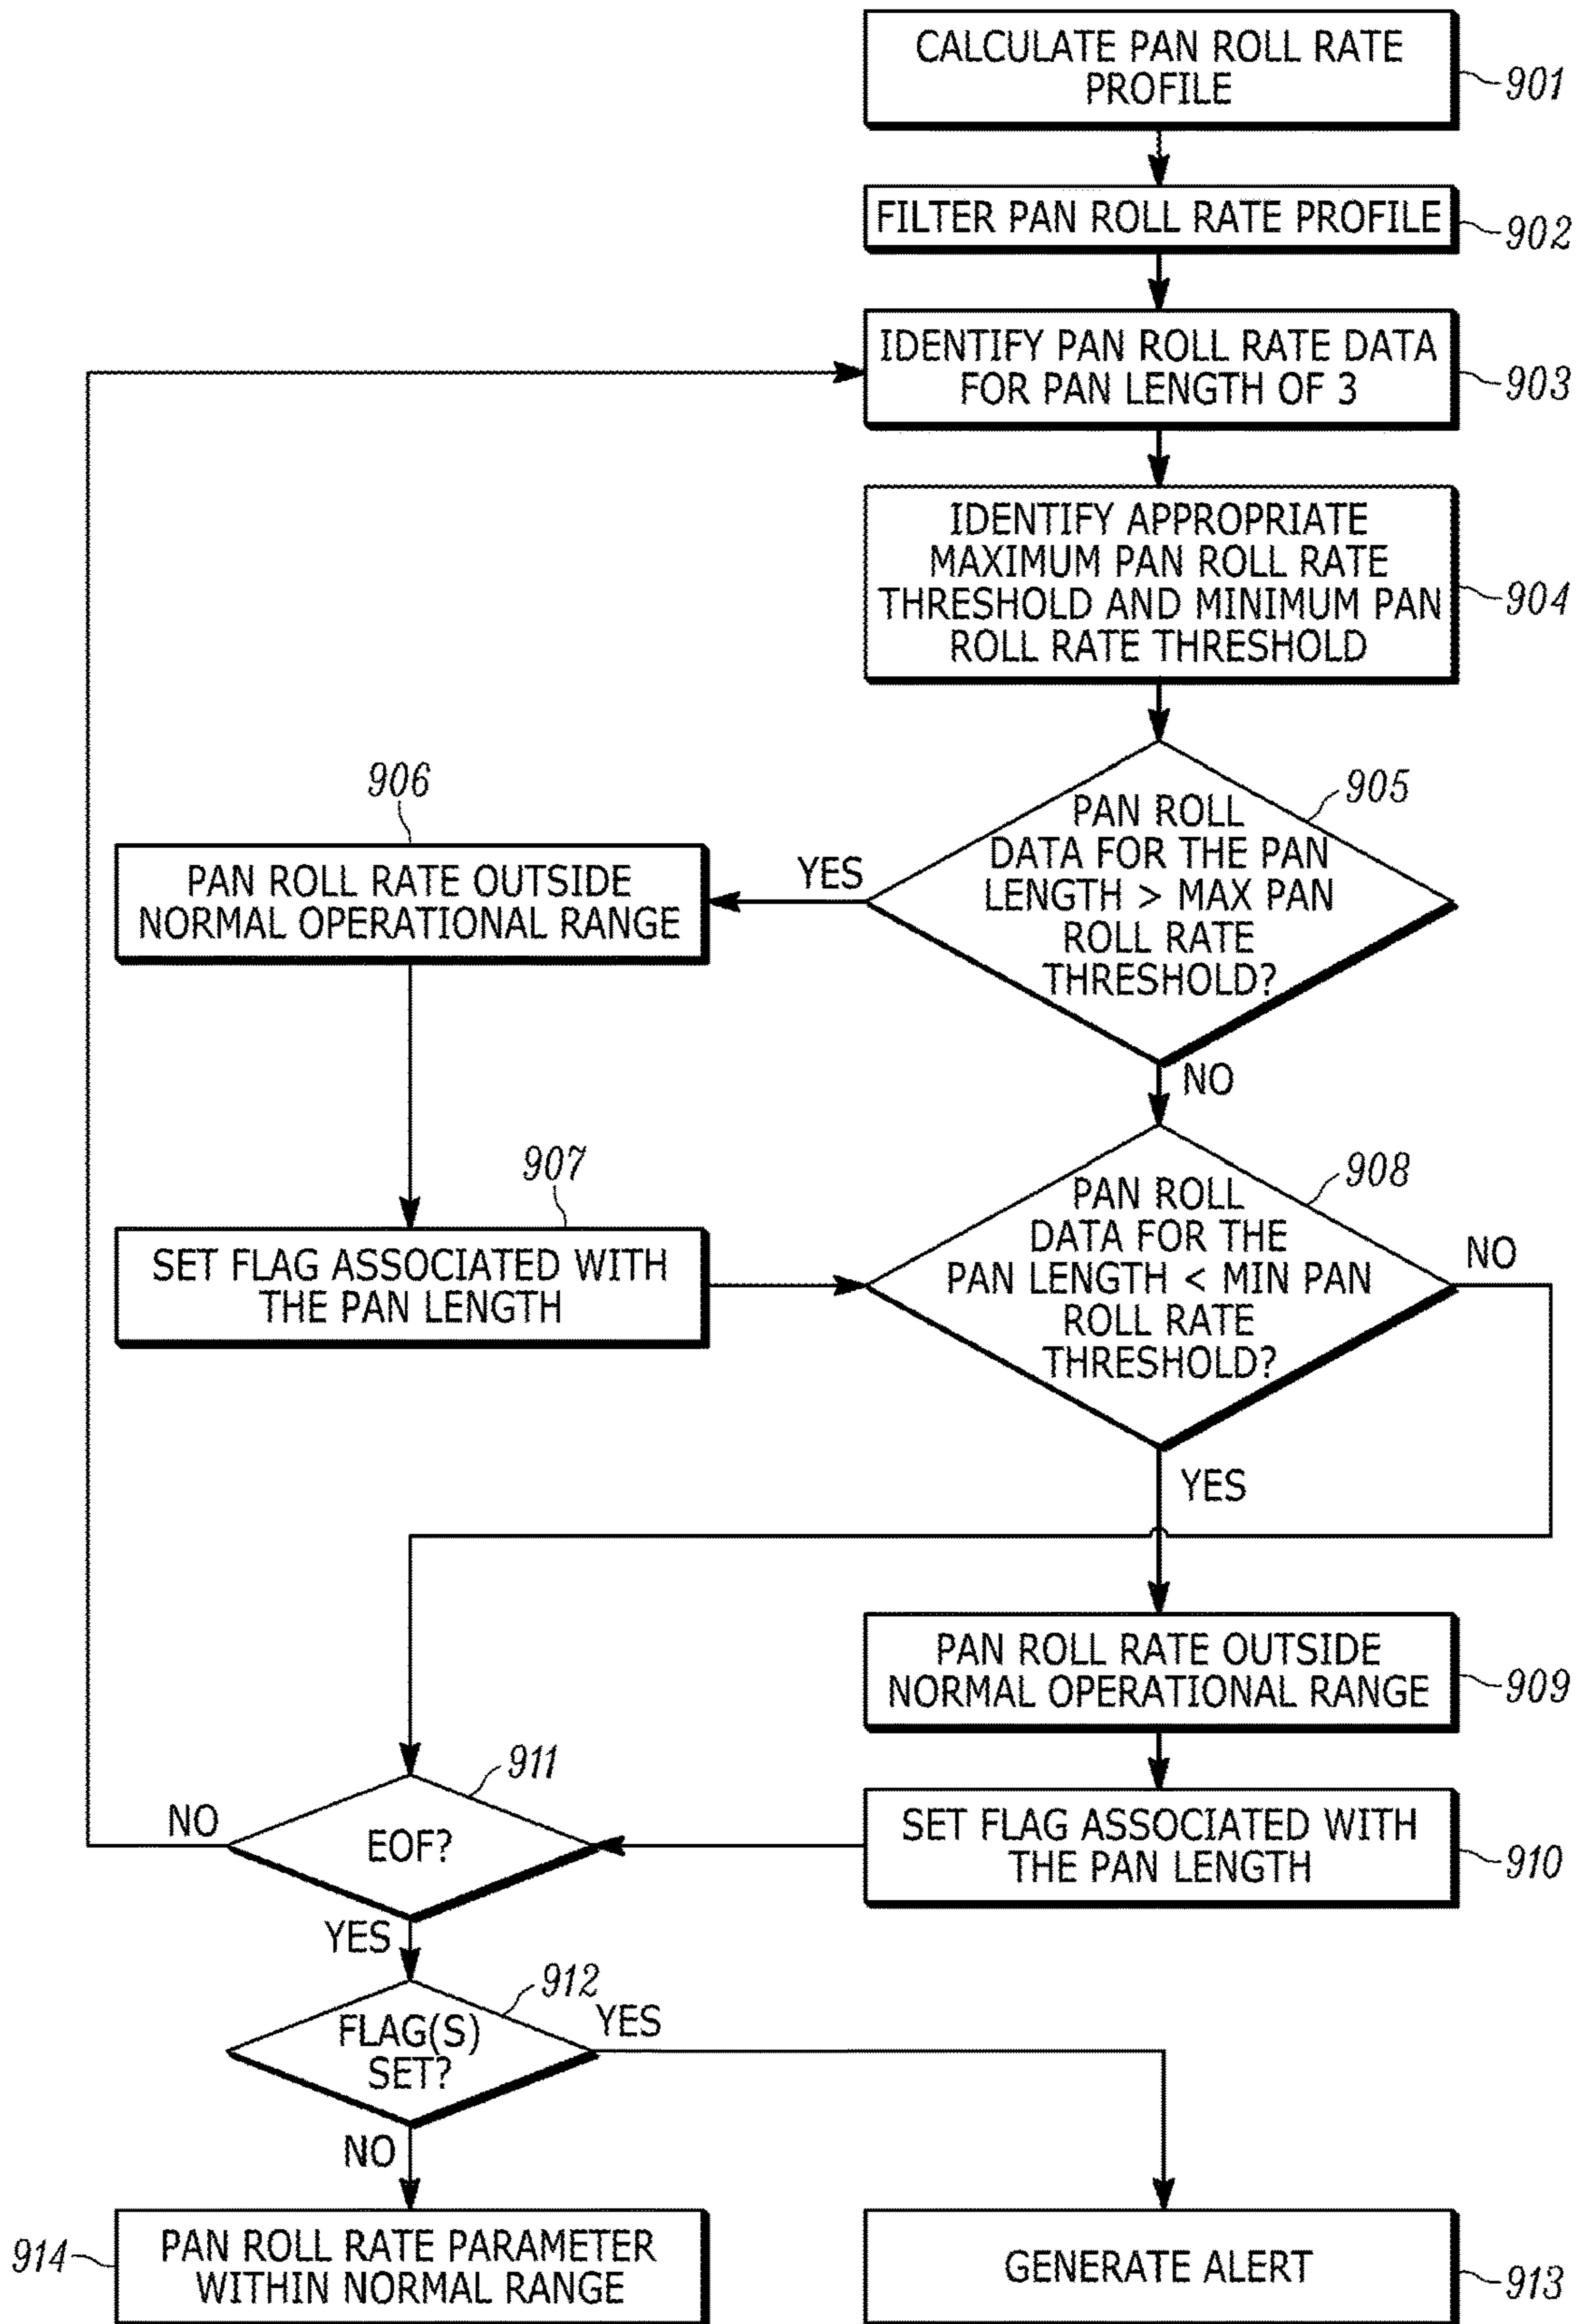 CALCULATE PAN ROLL RATE
PROFILE
901
FILTER PAN ROLL RATE PROFILE
902
IDENTIFY PAN ROLL RATE DATA
FOR PAN LENGTH OF 3
903
IDENTIFY APPROPRIATE
MAXIMUM PAN ROLL RATE
THRESHOLD AND MINIMUM PAN
ROLL RATE THRESHOLD
904
905
PAN ROLL
DATA FOR THE PAN
LENGTH > MAX PAN
ROLL RATE
THRESHOLD?
YES
906
PAN ROLL RATE OUTSIDE
NORMAL OPERATIONAL RANGE
NO
907
SET FLAG ASSOCIATED WITH
THE PAN LENGTH
908
PAN ROLL
DATA FOR THE
PAN LENGTH < MIN PAN
ROLL RATE
THRESHOLD?
NO
YES
PAN ROLL RATE OUTSIDE
NORMAL OPERATIONAL RANGE
909
SET FLAG ASSOCIATED WITH
THE PAN LENGTH
910
911
EOF?
NO
YES
912
FLAG(S)
SET?
YES
NO
914
PAN ROLL RATE PARAMETER
WITHIN NORMAL RANGE
GENERATE ALERT
913